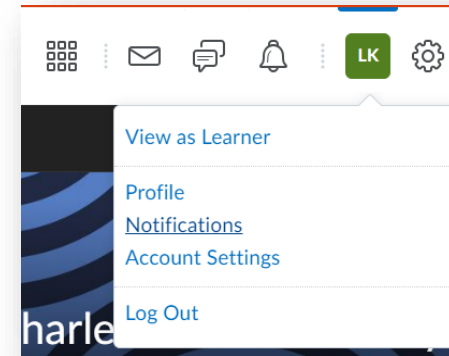 LK
View as Learner
Profile
Notifications
Account Settings
Log Out
harle